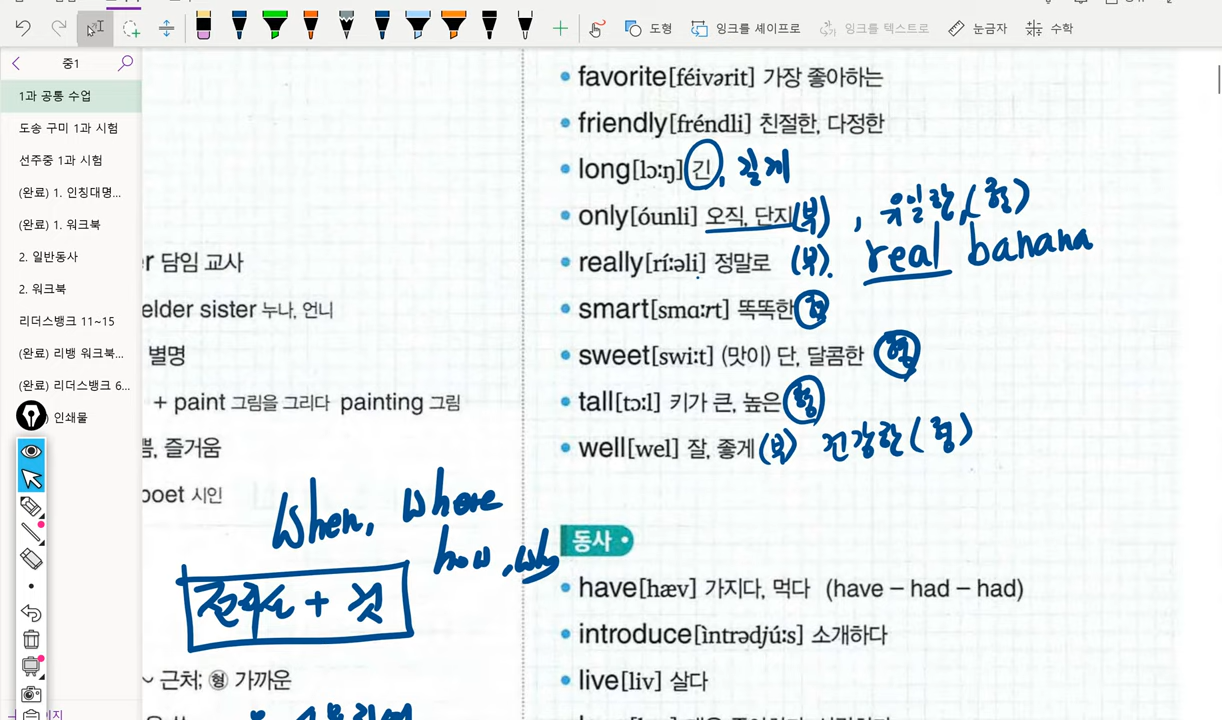 도형 잉크를 셰이프로 잉크를 텍스트로 눈금자 수학
중1
1과 공통 수업
도송 구미 1과 시험
선주중 1과 시험
(완료) 1. 인칭대명...
(완료) 1. 워크북
2. 일반동사
2. 워크북
리더스뱅크 11~15
(완료) 리뱅 워크북...
(완료) 리더스뱅크 6...
) 인쇄물
r 담임 교사
elder sister 누나, 언니
별명
+ paint 그림을 그리다 painting 그림
쁨, 즐거움
poet 시인
when, where
how, why
전치사 + 것
근처; 形 가까운
• favorite[féivərit] 가장 좋아하는
• friendly[fréndli] 친절한, 다정한
• long[lɔːŋ] 긴, 길게
• only[óunli] 오직, 단지(부), 유일한(형)
• really[ríːəli] 정말로 (부). real banana
• smart[smɑːrt] 똑똑한 형
• sweet[swiːt] (맛이) 단, 달콤한 형
• tall[tɔːl] 키가 큰, 높은 형
• well[wel] 잘, 좋게(부) 건강한(형)
동사 •
• have[hæv] 가지다, 먹다 (have – had – had)
• introduce[ìntrədjúːs] 소개하다
• live[liv] 살다